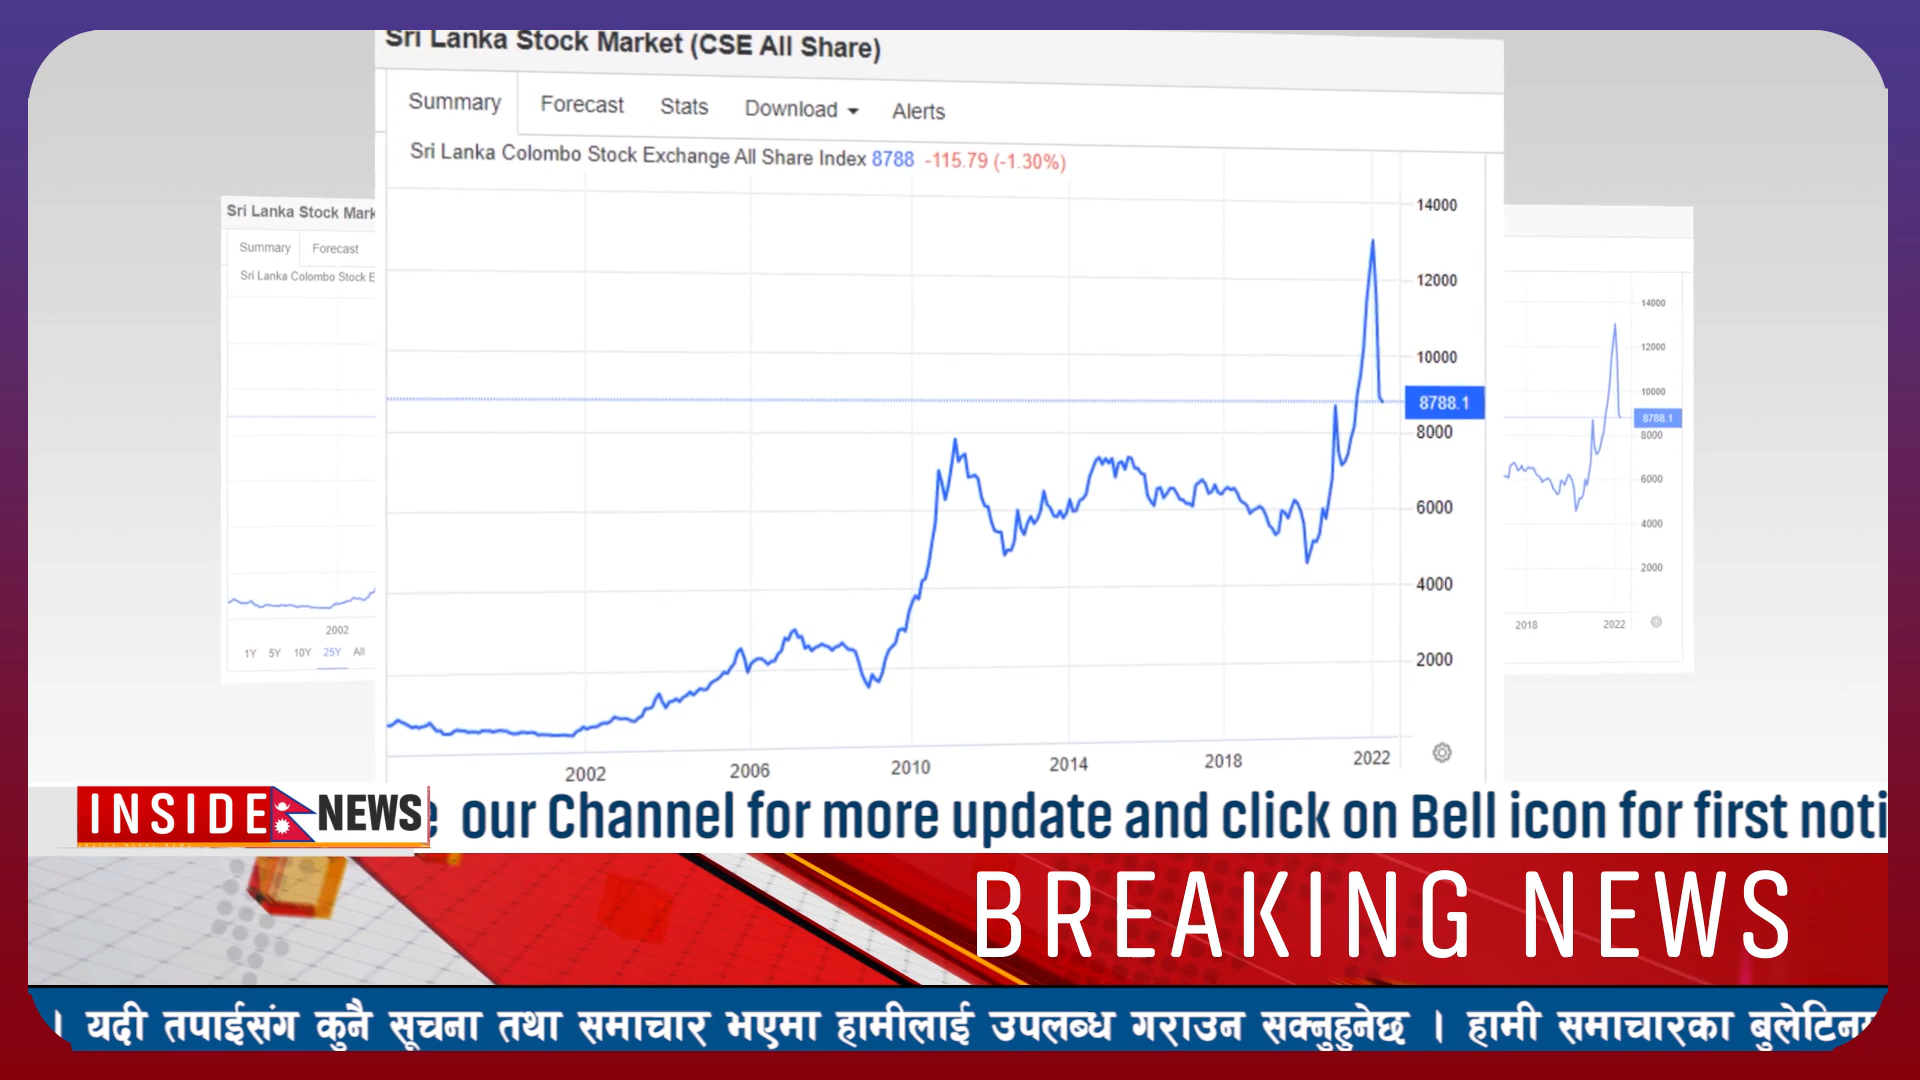 Sri Lanka Stock Market (CSE All Share)
Summary Forecast Stats Download Alerts
Sri Lanka Colombo Stock Exchange All Share Index 8788 -115.79 (-1.30%)
14000
12000
10000
8788.1
8000
6000
4000
2000
2002 2006 2010 2014 2018 2022
Sri Lanka Stock Mark
Summary Forecast
Sri Lanka Colombo Stock E
2002
1Y 5Y 10Y 25Y All
14000
12000
10000
8788.1
8000
6000
4000
2000
2018 2022
INSIDE NEWS our Channel for more update and click on Bell icon for first noti
BREAKING NEWS
। यदी तपाईसंग कुनै सूचना तथा समाचार भएमा हामीलाई उपलब्ध गराउन सक्नुहुनेछ । हामी समाचारका